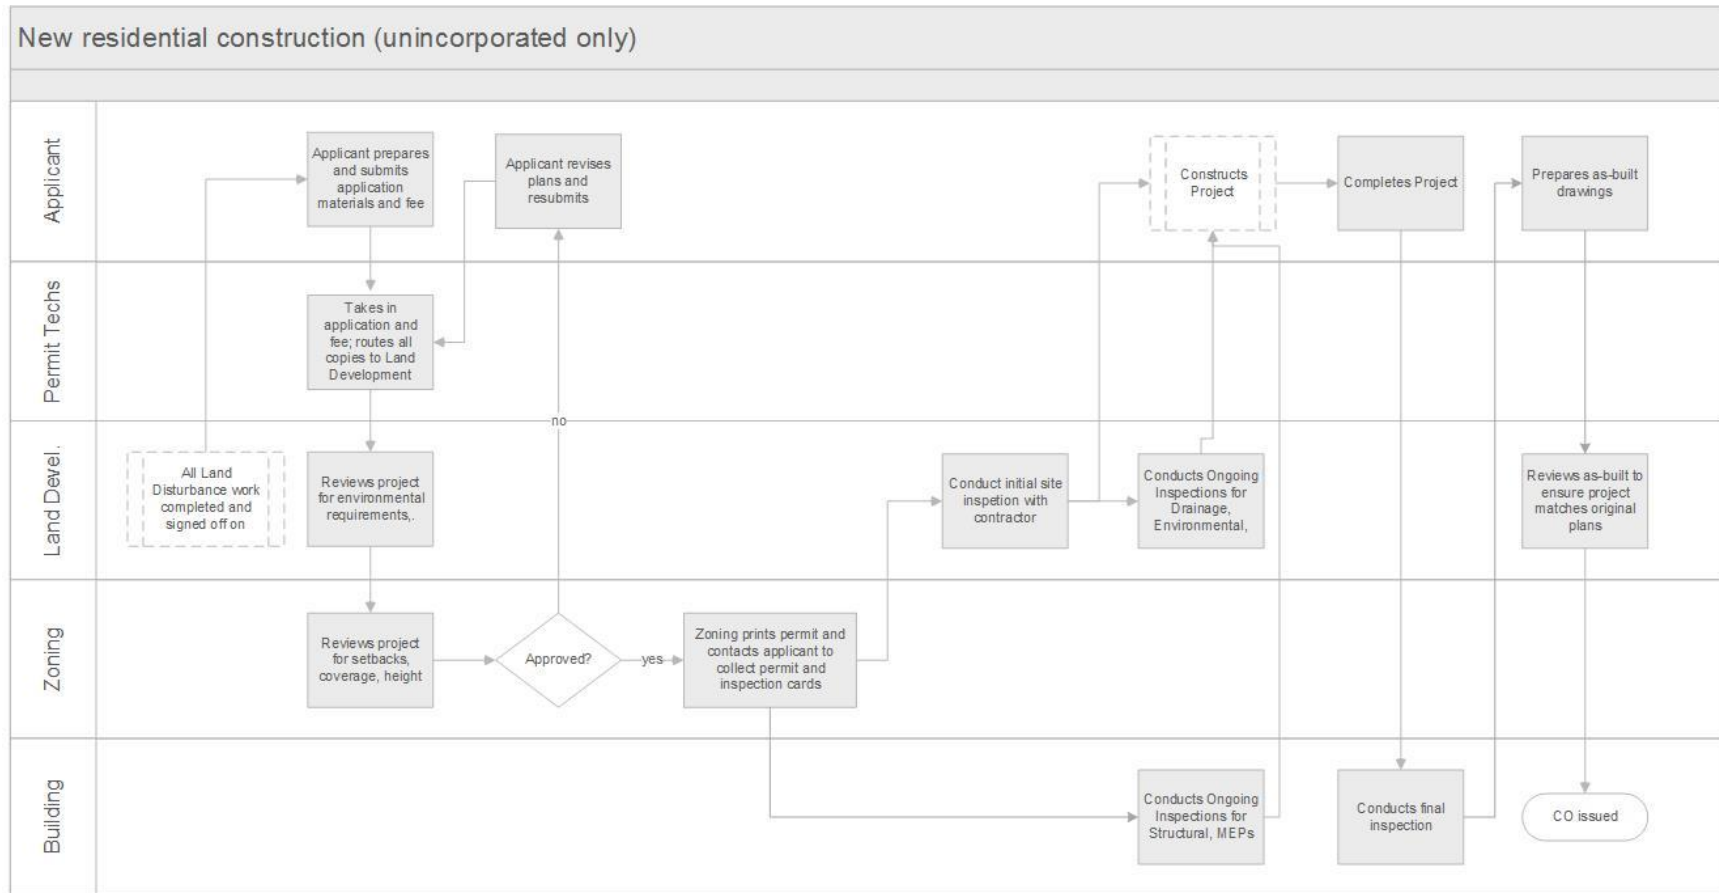 New residential construction (unincorporated only)
Applicant
Applicant prepares
and submits
application
materials and fee
Applicant revises
plans and
resubmits
Constructs
Project
Completes Project
Prepares as-built
drawings
Permit Techs
Takes in
application and
fee; routes all
copies to Land
Development
no
Land Devel.
All Land
Disturbance work
completed and
signed off on
Reviews project
for environmental
requirements,.
Conduct initial site
inspetion with
contractor
Conducts Ongoing
Inspections for
Drainage,
Environmental,
Reviews as-built to
ensure project
matches original
plans
Zoning
Reviews project
for setbacks,
coverage, height
Approved?
yes
Zoning prints permit and
contacts applicant to
collect permit and
inspection cards
Building
Conducts Ongoing
Inspections for
Structural, MEPs
Conducts final
inspection
CO issued